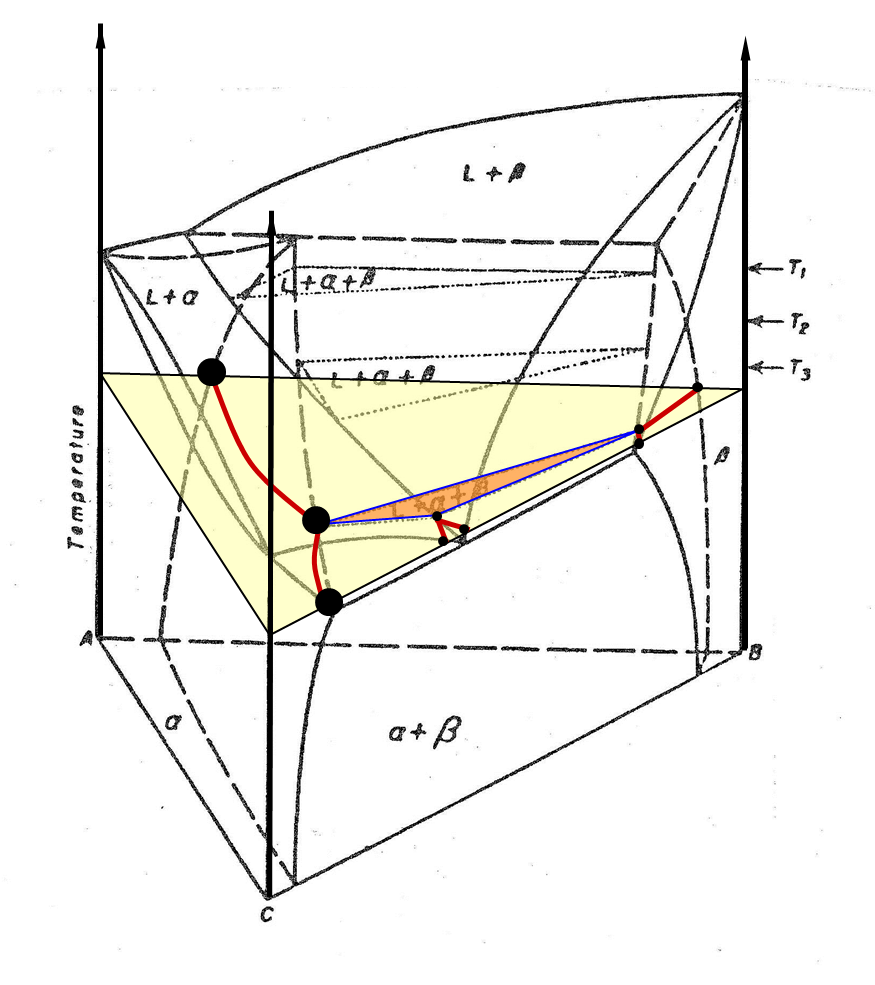 L + β
L + α + β
T₁
L + α
T₂
T₃
L + α + β
Temperature
β
L + α + β
A
B
α
α + β
C